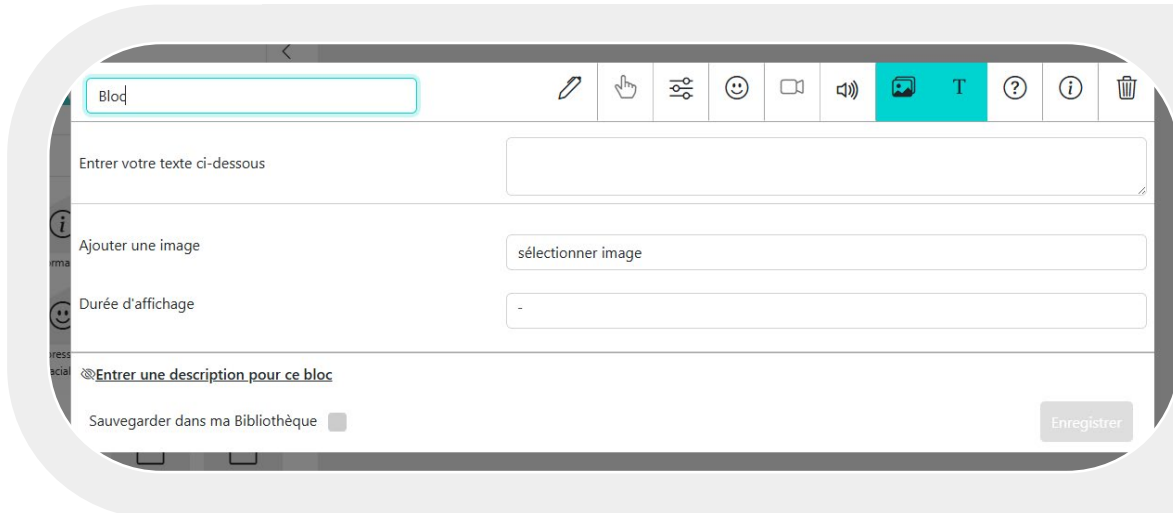 Bloc
T
Entrer votre texte ci-dessous
Ajouter une image
sélectionner image
Durée d'affichage
-
Entrer une description pour ce bloc
Sauvegarder dans ma Bibliothèque
Enregistrer